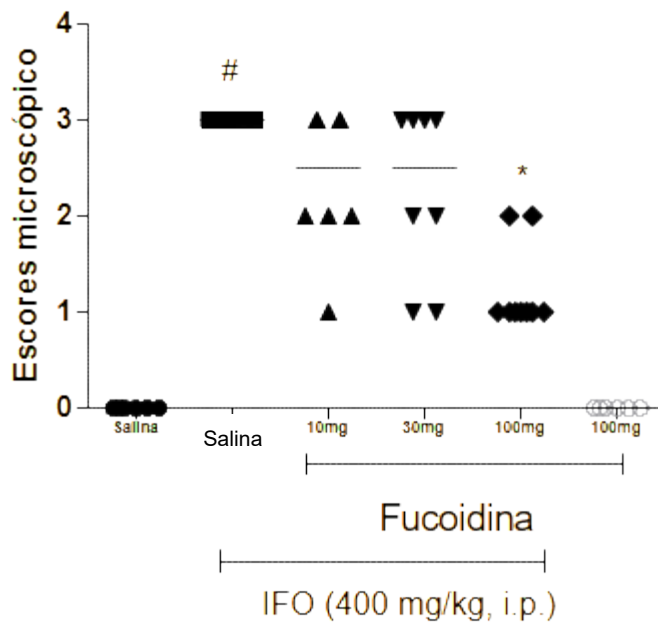 Escores microscópico
4
#
3
*
2
1
0
Salina Salina 10mg 30mg 100mg 100mg
Fucoidina
IFO (400 mg/kg, i.p.)